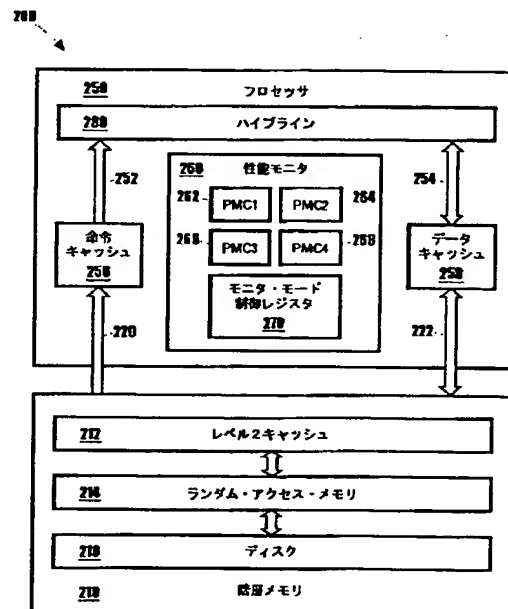 200
250 プロセッサ
280 パイプライン
252
260 性能モニタ
254
262 PMC1 PMC2 264
266 PMC3 PMC4 268
命令
キャッシュ
256
データ
キャッシュ
258
モニタ・モード
制御レジスタ
270
220
222
212 レベル2キャッシュ
214 ランダム・アクセス・メモリ
ディスク
210 階層メモリ